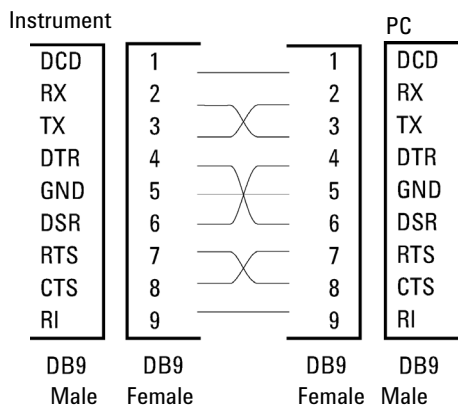 Instrument PC
DCD 1 1 DCD
RX 2 2 RX
TX 3 3 TX
DTR 4 4 DTR
GND 5 5 GND
DSR 6 6 DSR
RTS 7 7 RTS
CTS 8 8 CTS
RI 9 9 RI
DB9 DB9 DB9 DB9
Male Female Female Male